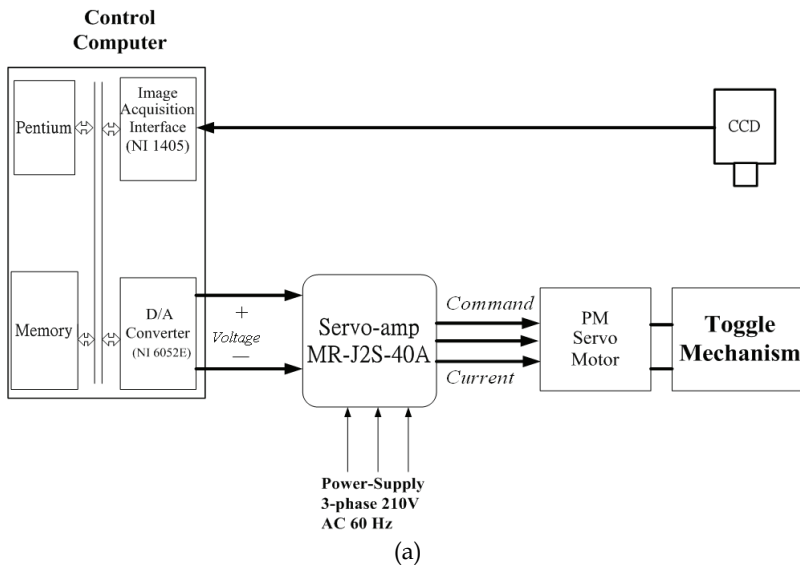 Control
Computer
Pentium
Image
Acquisition
Interface
(NI 1405)
CCD
Memory
D/A
Converter
(NI 6052E)
+
Voltage
—
Servo-amp
MR-J2S-40A
Command
Current
PM
Servo
Motor
Toggle
Mechanism
Power-Supply
3-phase 210V
AC 60 Hz
(a)